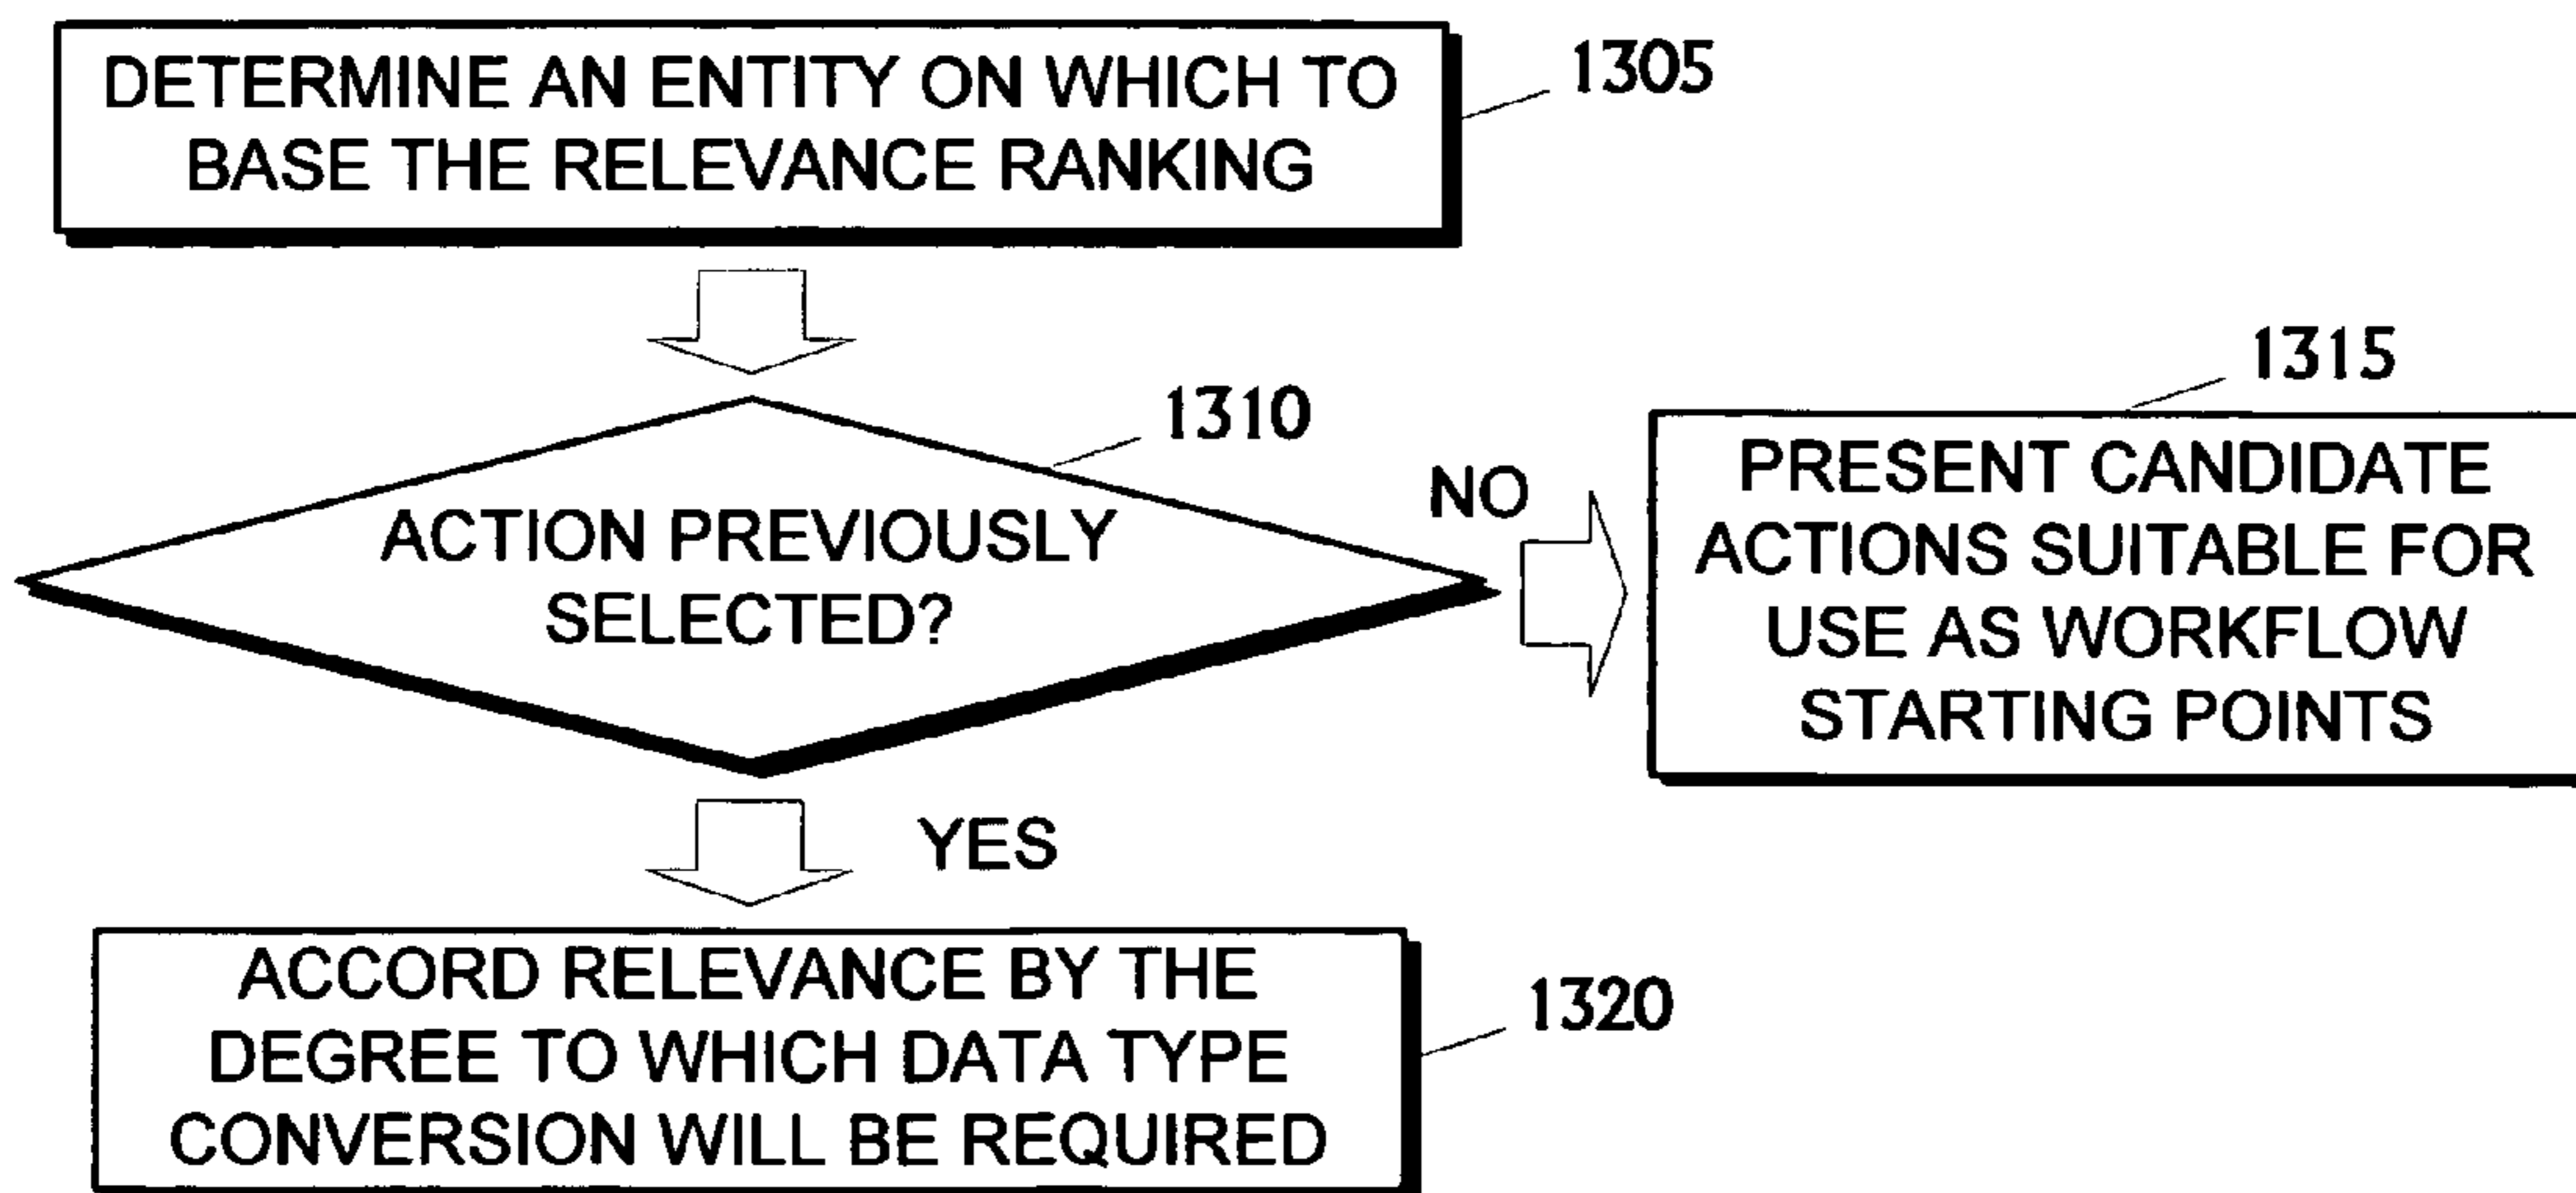 DETERMINE AN ENTITY ON WHICH TO
BASE THE RELEVANCE RANKING
1305
1310
ACTION PREVIOUSLY
SELECTED?
NO
1315
PRESENT CANDIDATE
ACTIONS SUITABLE FOR
USE AS WORKFLOW
STARTING POINTS
YES
ACCORD RELEVANCE BY THE
DEGREE TO WHICH DATA TYPE
CONVERSION WILL BE REQUIRED
1320